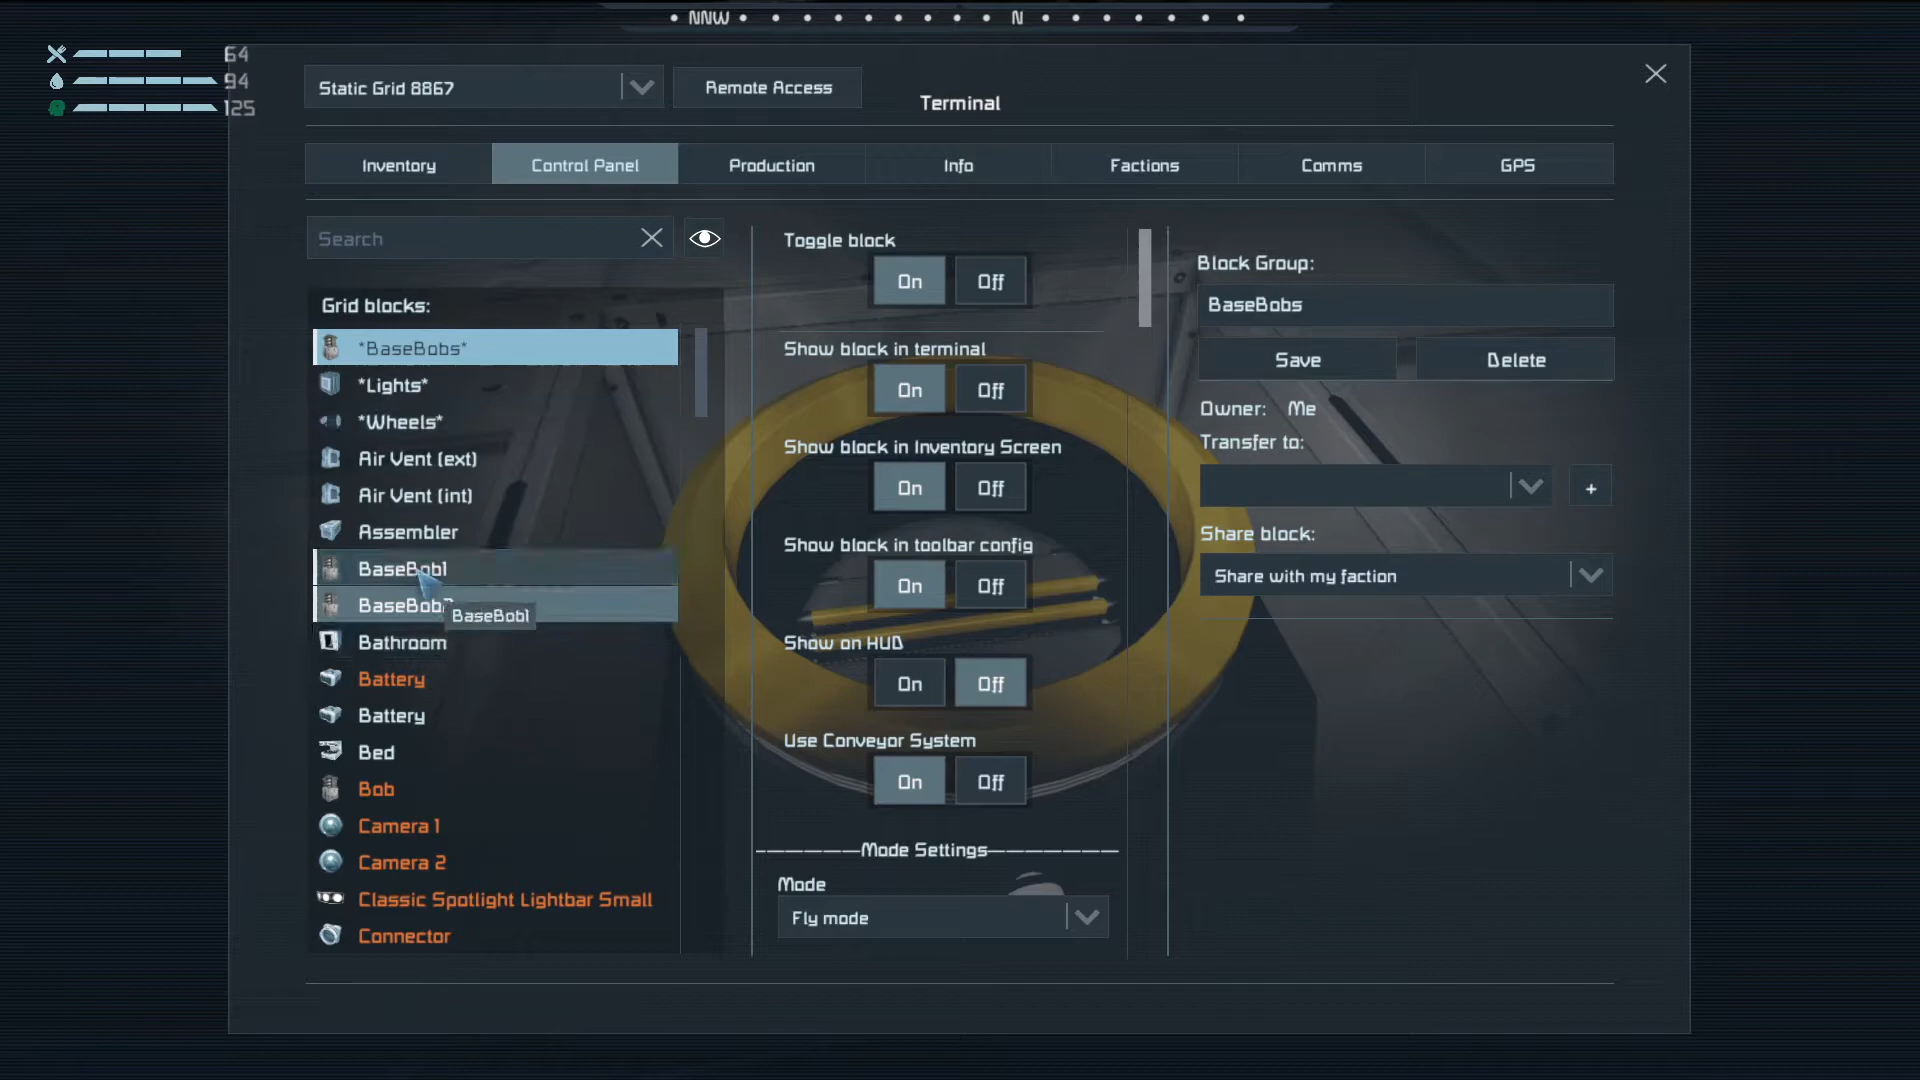 NNW N
64
94
125
Static Grid 8867
Remote Access
Terminal
Inventory
Control Panel
Production
Info
Factions
Comms
GPS
Search
Grid blocks:
*BaseBobs*
*Lights*
*Wheels*
Air Vent (ext)
Air Vent (int)
Assembler
BaseBob1
BaseBob
BaseBob1
Bathroom
Battery
Battery
Bed
Bob
Camera 1
Camera 2
Classic Spotlight Lightbar Small
Connector
Toggle block
On Off
Show block in terminal
On Off
Show block in Inventory Screen
On Off
Show block in toolbar config
On Off
Show on HUD
On Off
Use Conveyor System
On Off
——————Mode Settings———————
Mode
Fly mode
Block Group:
BaseBobs
Save Delete
Owner: Me
Transfer to:
+
Share block:
Share with my faction